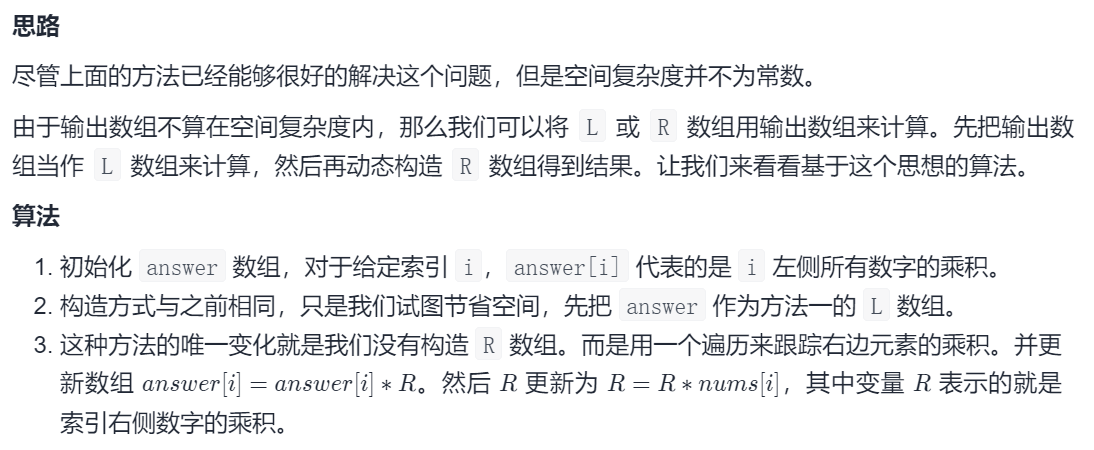 思路
尽管上面的方法已经能够很好的解决这个问题，但是空间复杂度并不为常数。
由于输出数组不算在空间复杂度内，那么我们可以将 L 或 R 数组用输出数组来计算。先把输出数
组当作 L 数组来计算，然后再动态构造 R 数组得到结果。让我们来看看基于这个思想的算法。
算法
1. 初始化 answer 数组，对于给定索引 i ，answer[i] 代表的是 i 左侧所有数字的乘积。
2. 构造方式与之前相同，只是我们试图节省空间，先把 answer 作为方法一的 L 数组。
3. 这种方法的唯一变化就是我们没有构造 R 数组。而是用一个遍历来跟踪右边元素的乘积。并更
新数组 answer[i] = answer[i] * R。然后 R 更新为 R = R * nums[i]，其中变量 R 表示的就是
索引右侧数字的乘积。